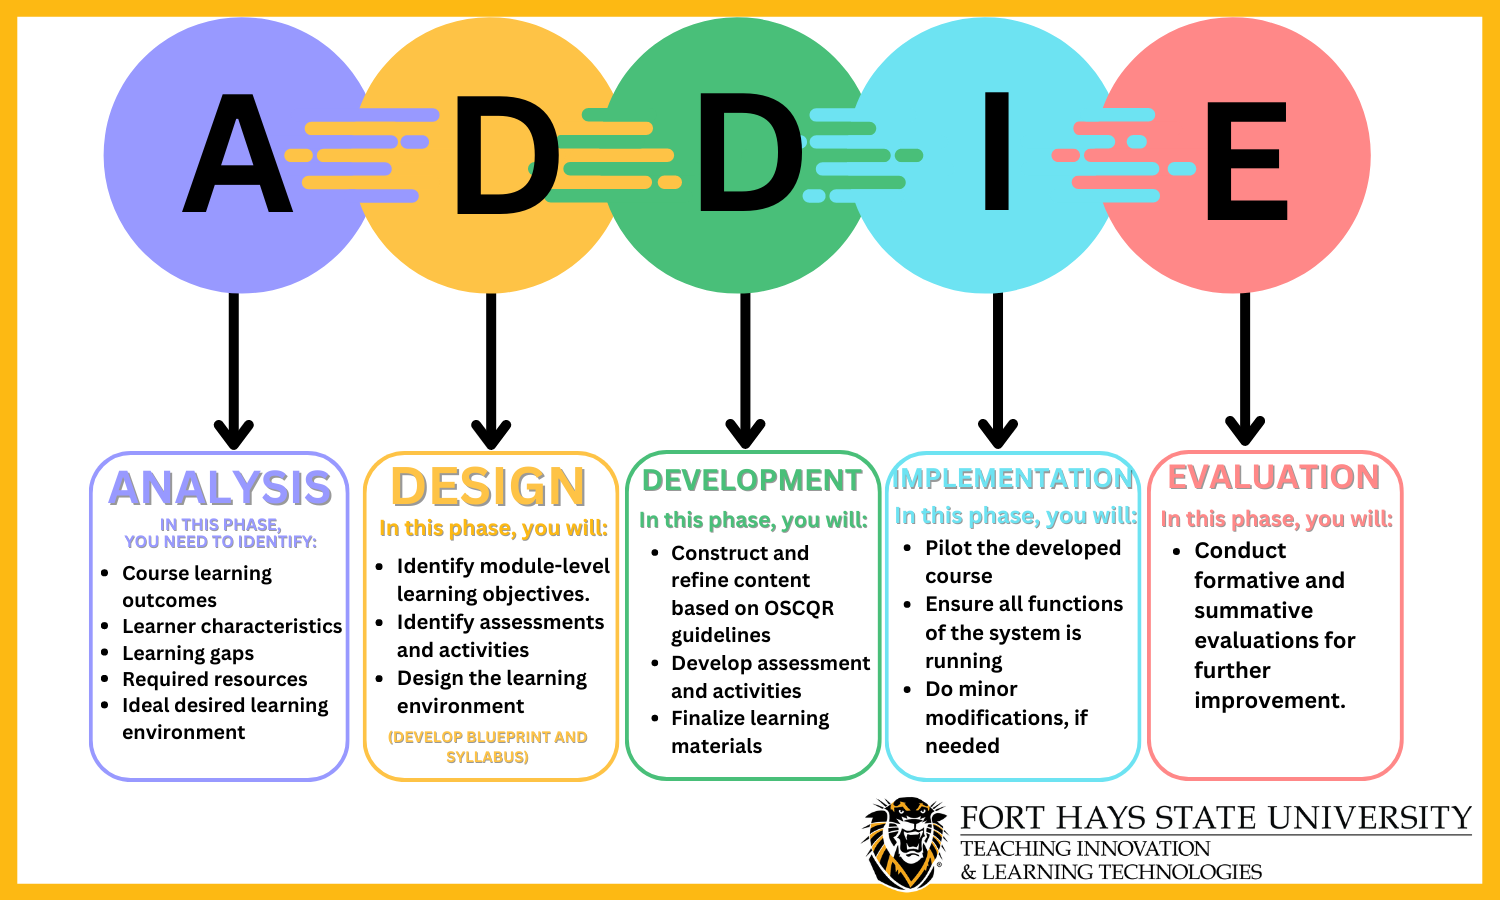 A D D I E
ANALYSIS
IN THIS PHASE,
YOU NEED TO IDENTIFY:
• Course learning
outcomes
• Learner characteristics
• Learning gaps
• Required resources
• Ideal desired learning
environment
DESIGN
In this phase, you will:
• Identify module-level
learning objectives.
• Identify assessments
and activities
• Design the learning
environment
(DEVELOP BLUEPRINT AND
SYLLABUS)
DEVELOPMENT
In this phase, you will:
• Construct and
refine content
based on OSCQR
guidelines
• Develop assessment
and activities
• Finalize learning
materials
IMPLEMENTATION
In this phase, you will:
• Pilot the developed
course
• Ensure all functions
of the system is
running
• Do minor
modifications, if
needed
EVALUATION
In this phase, you will:
• Conduct
formative and
summative
evaluations for
further
improvement.
FORT HAYS STATE UNIVERSITY
TEACHING INNOVATION
& LEARNING TECHNOLOGIES